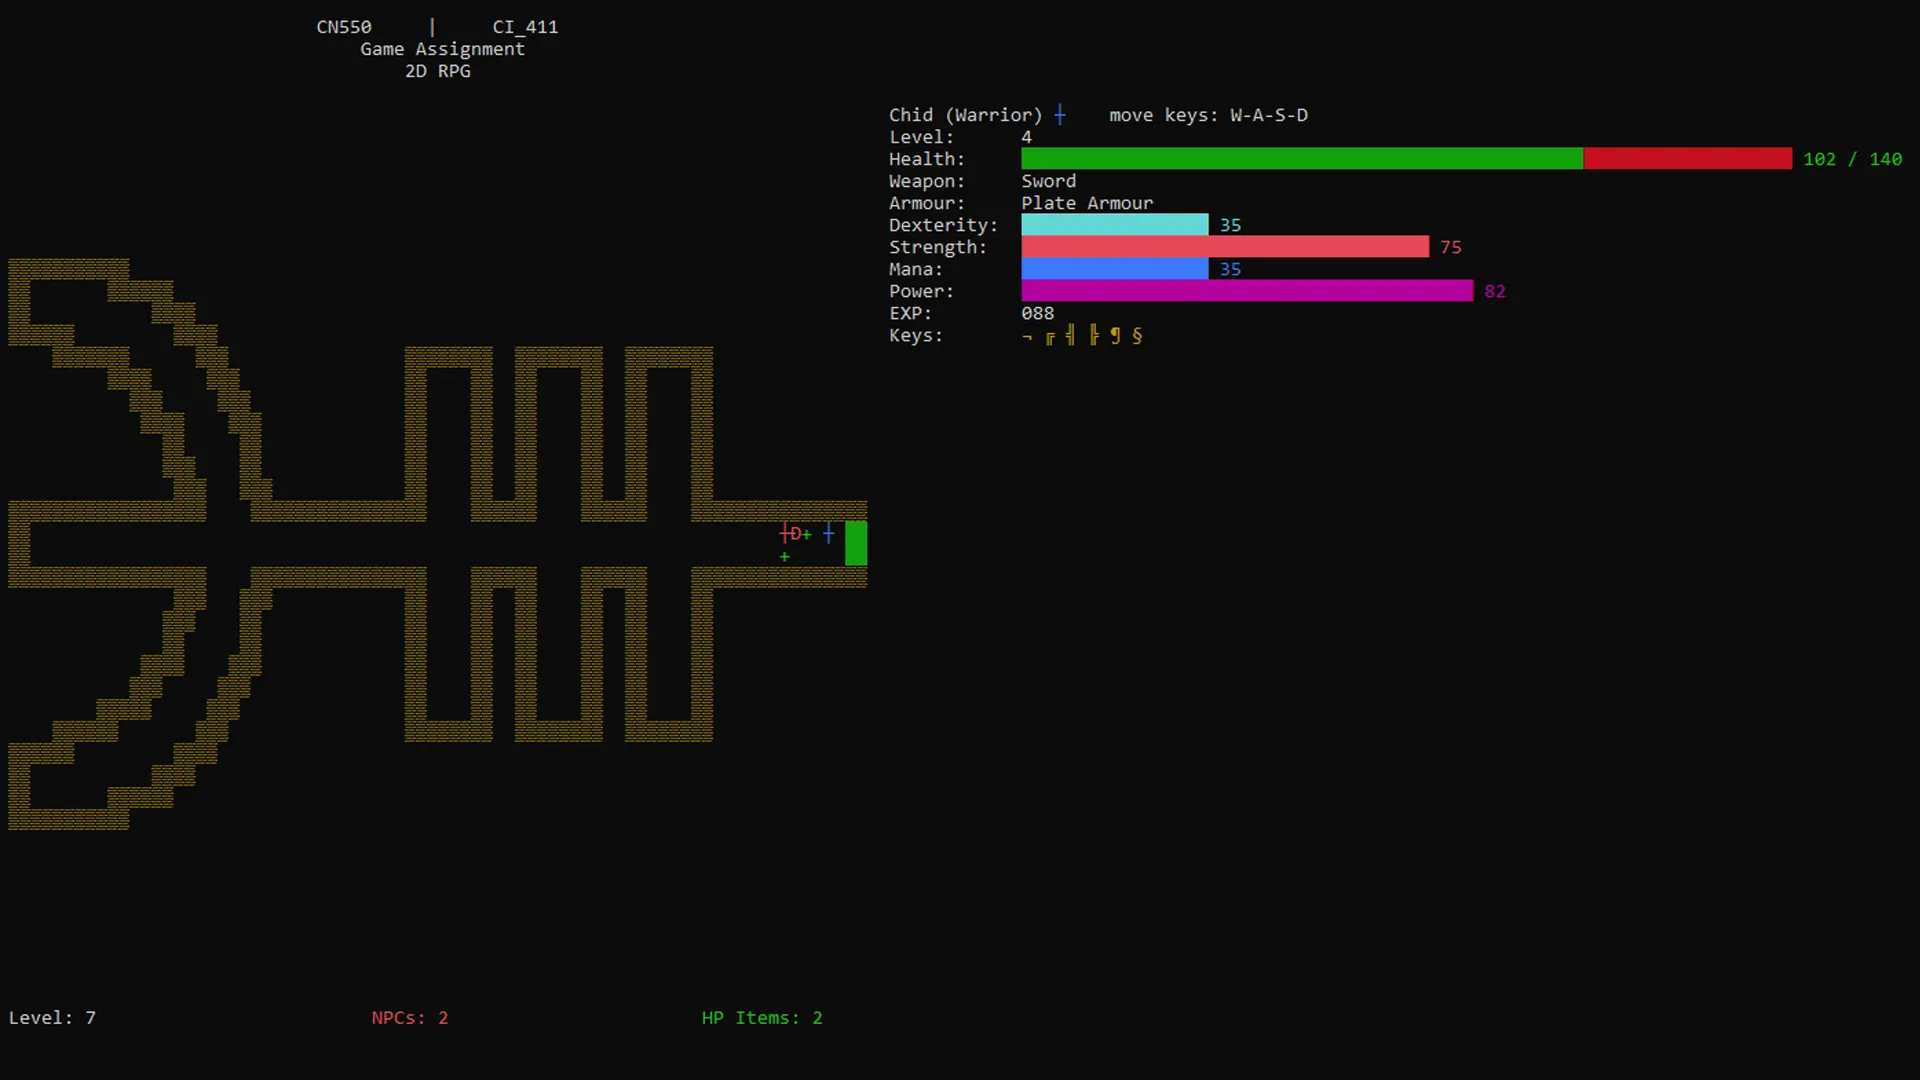 CN550 | CI_411
Game Assignment
2D RPG
Chid (Warrior) ┼ move keys: W-A-S-D
Level: 4
Health: 102 / 140
Weapon: Sword
Armour: Plate Armour
Dexterity: 35
Strength: 75
Mana: 35
Power: 82
EXP: 088
Keys: ¬ ╔ ╣ ╠ ¶ §
┼Đ+ ┼
+
Level: 7 NPCs: 2 HP Items: 2